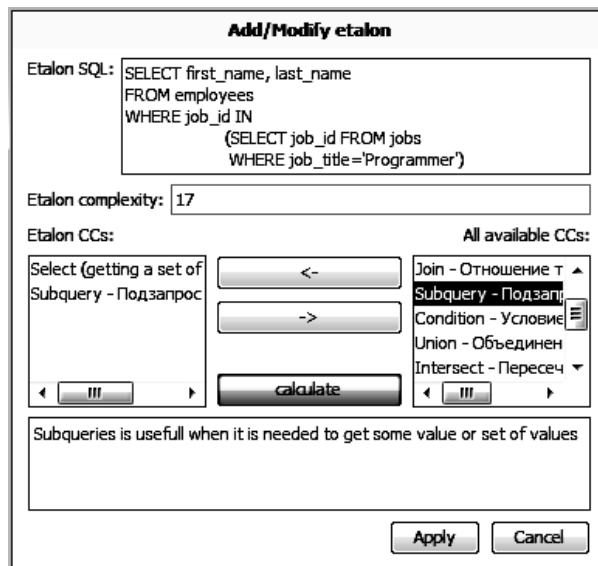 Add/Modify etalon
Etalon SQL:
SELECT first_name, last_name
FROM employees
WHERE job_id IN
(SELECT job_id FROM jobs
WHERE job_title='Programmer')
Etalon complexity: 17
Etalon CCs:
All available CCs:
Select (getting a set of
Subquery - Подзапрос
<-
->
calculate
Join - Отношение т
Subquery - Подзапр
Condition - Условие
Union - Объединен
Intersect - Пересеч
Subqueries is usefull when it is needed to get some value or set of values
Apply
Cancel